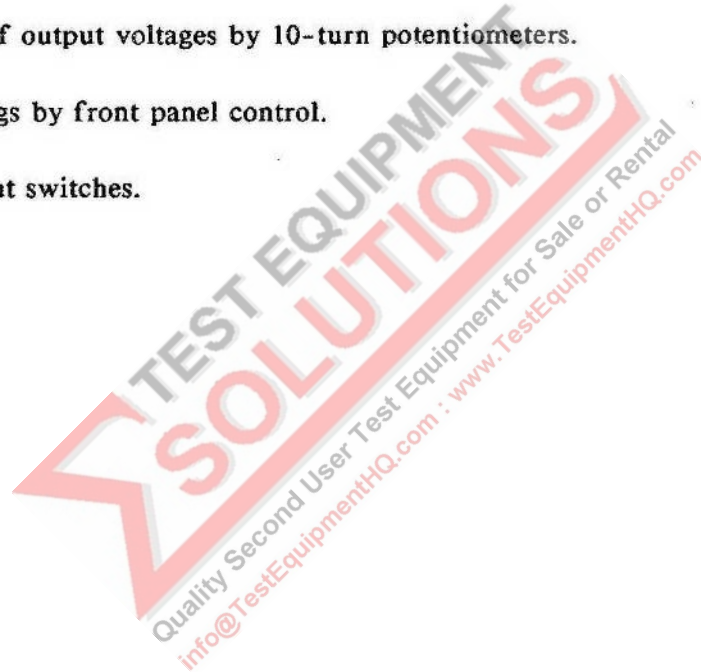 f output voltages by 10-turn potentiometers.
gs by front panel control.
nt switches.
TEST EQUIPMENT
SOLUTIONS
Quality Second User Test Equipment for Sale or Rental
info@TestEquipmentHQ.com : www.TestEquipmentHQ.com